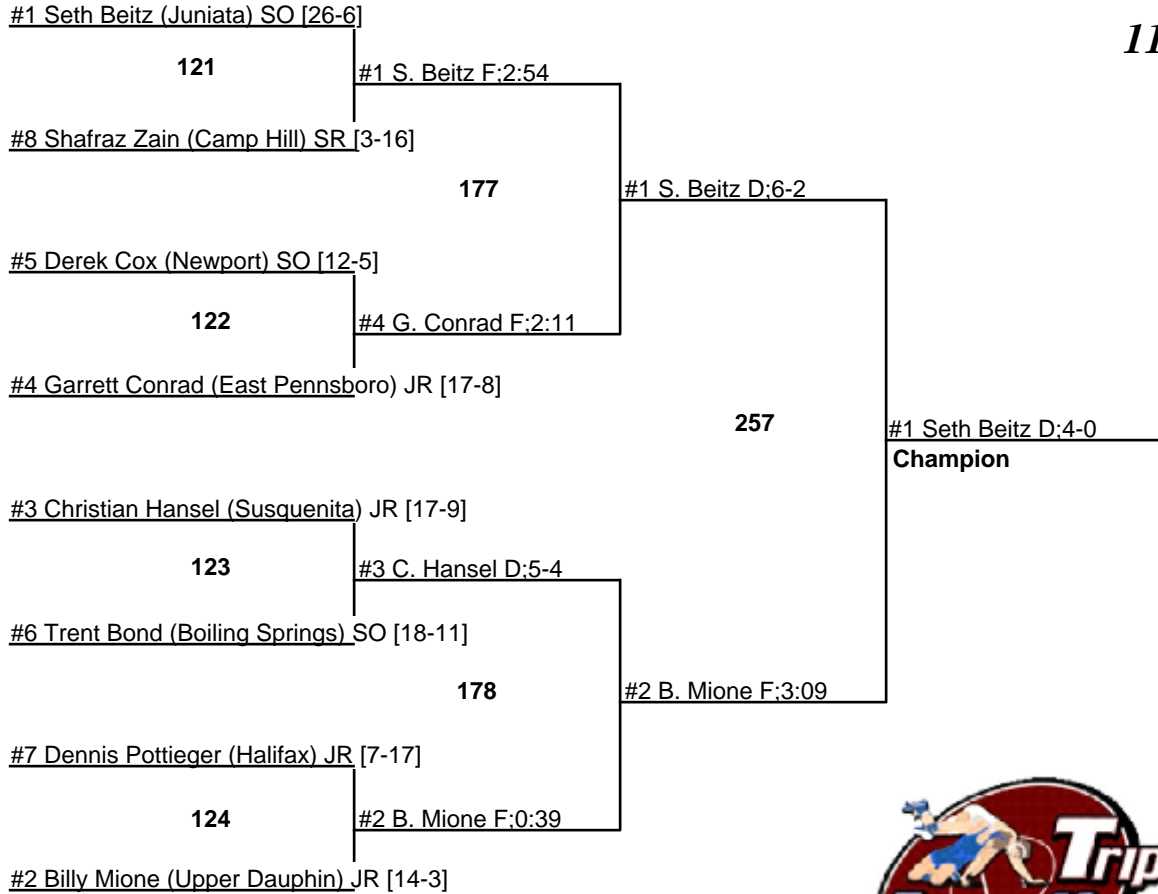 #1 Seth Beitz (Juniata) SO [26-6]
11
121
#1 S. Beitz F;2:54
#8 Shafraz Zain (Camp Hill) SR [3-16]
177
#1 S. Beitz D;6-2
#5 Derek Cox (Newport) SO [12-5]
122
#4 G. Conrad F;2:11
#4 Garrett Conrad (East Pennsboro) JR [17-8]
257
#1 Seth Beitz D;4-0
Champion
#3 Christian Hansel (Susquenita) JR [17-9]
123
#3 C. Hansel D;5-4
#6 Trent Bond (Boiling Springs) SO [18-11]
178
#2 B. Mione F;3:09
#7 Dennis Pottieger (Halifax) JR [7-17]
124
#2 B. Mione F;0:39
#2 Billy Mione (Upper Dauphin) JR [14-3]
Trip